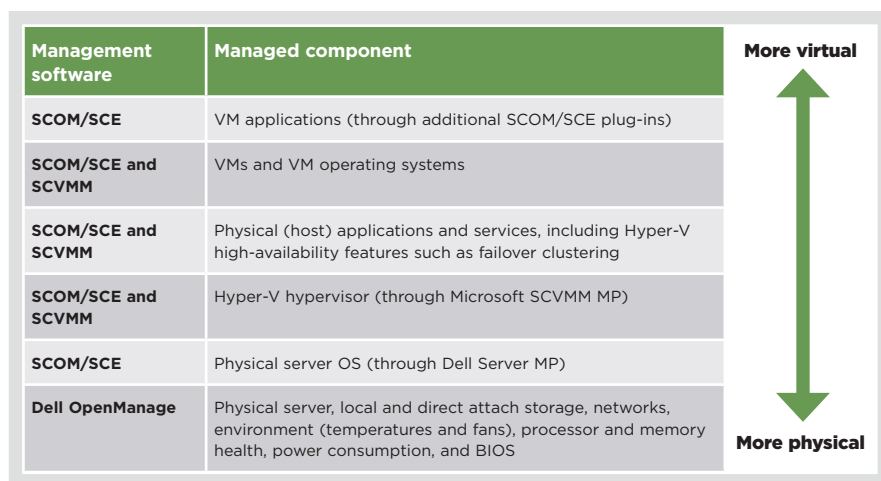 Management
software
Managed component
More virtual
SCOM/SCE
VM applications (through additional SCOM/SCE plug-ins)
SCOM/SCE and
SCVMM
VMs and VM operating systems
SCOM/SCE and
SCVMM
Physical (host) applications and services, including Hyper-V
high-availability features such as failover clustering
SCOM/SCE and
SCVMM
Hyper-V hypervisor (through Microsoft SCVMM MP)
SCOM/SCE
Physical server OS (through Dell Server MP)
Dell OpenManage
Physical server, local and direct attach storage, networks,
environment (temperatures and fans), processor and memory
health, power consumption, and BIOS
More physical